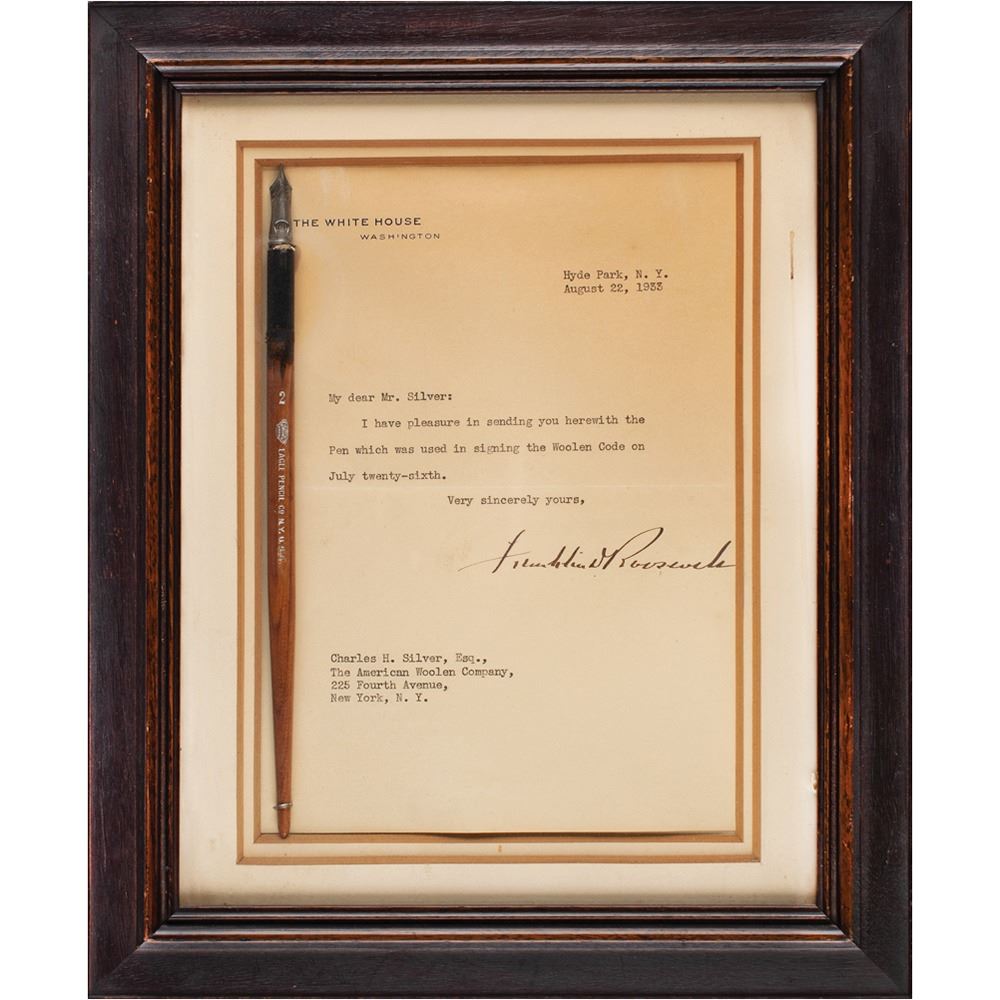 THE WHITE HOUSE
WASHINGTON
Hyde Park, N. Y.
August 22, 1933
My dear Mr. Silver:
I have pleasure in sending you herewith the
Pen which was used in signing the Woolen Code on
July twenty-sixth.
Very sincerely yours,
Franklin D Roosevelt
Charles H. Silver, Esq.,
The American Woolen Company,
225 Fourth Avenue,
New York, N. Y.
2
EAGLE PENCIL CO N.Y. U.S.A.